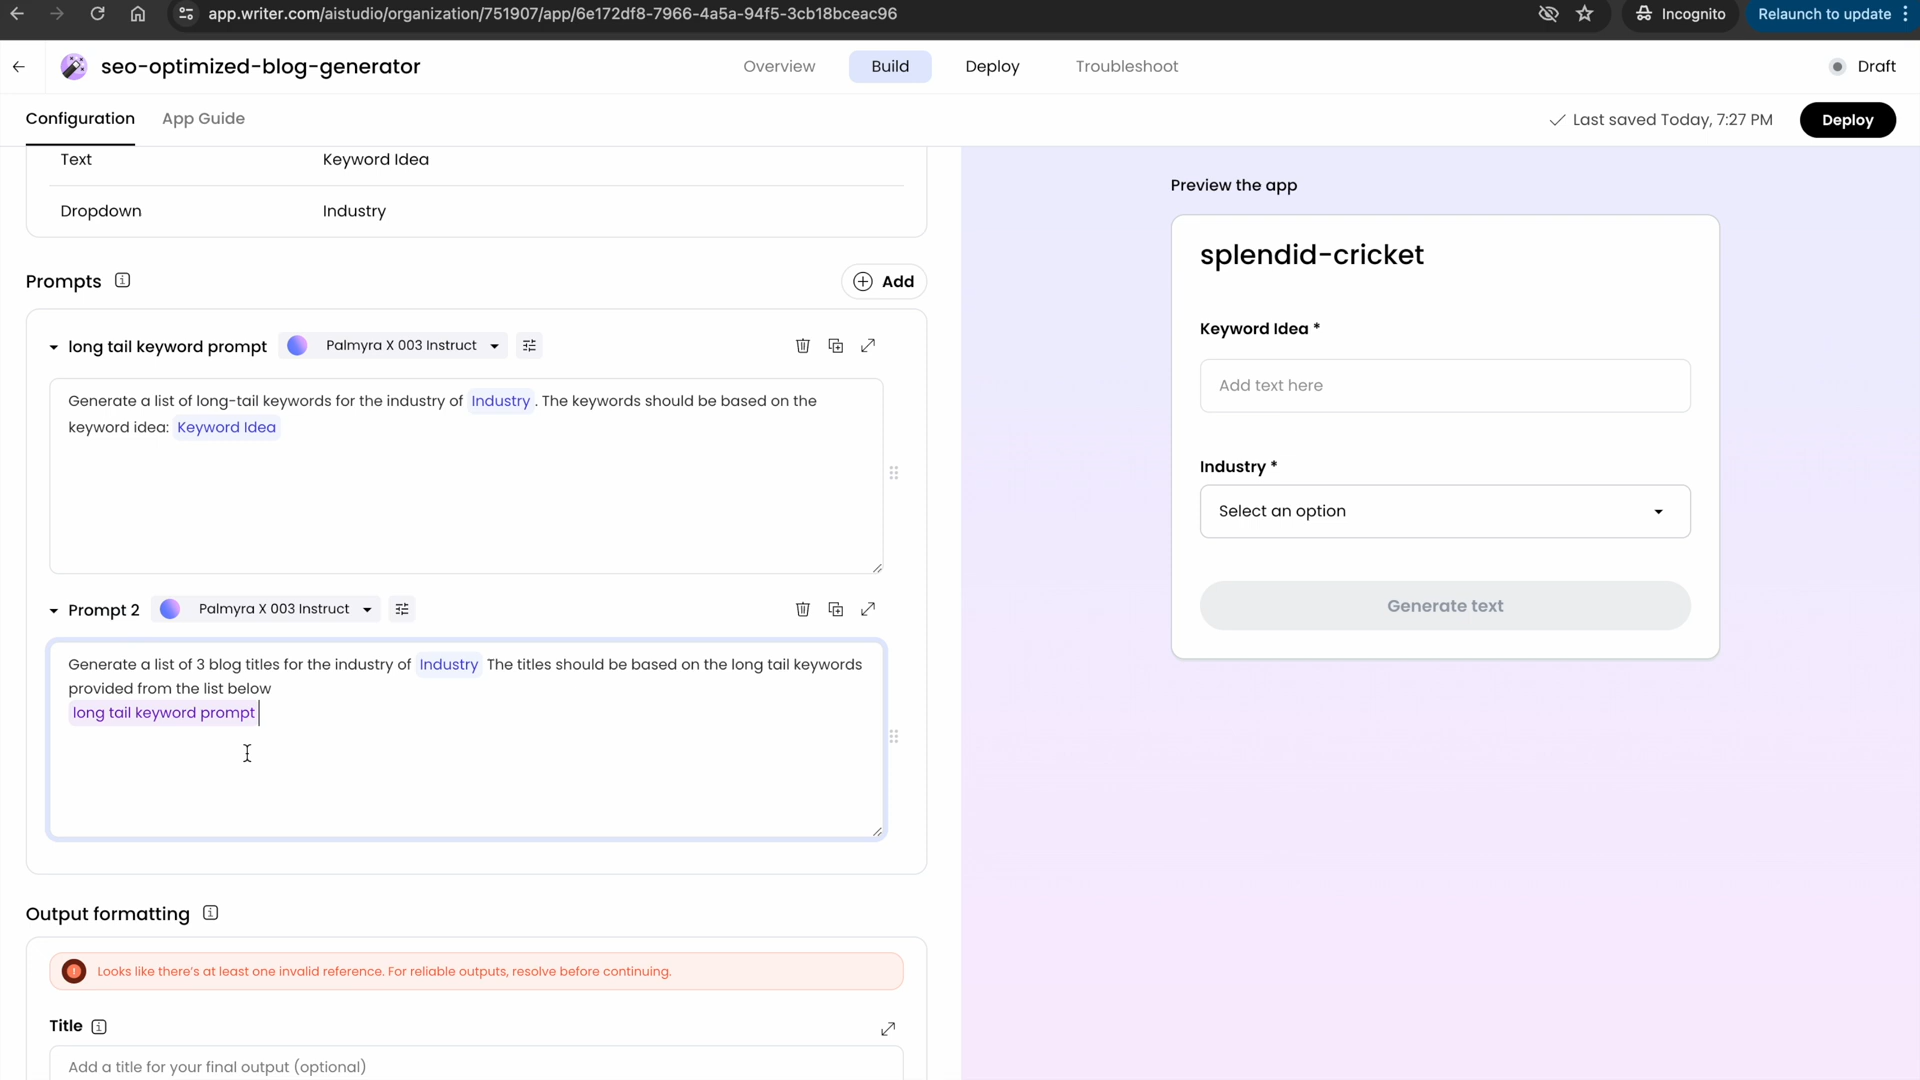 app.writer.com/aistudio/organization/751907/app/6e172df8-7966-4a5a-94f5-3cb18bceac96
Incognito
Relaunch to update
seo-optimized-blog-generator
Overview
Build
Deploy
Troubleshoot
Draft
Configuration
App Guide
Last saved Today, 7:27 PM
Deploy
Text
Keyword Idea
Dropdown
Industry
Prompts
Add
long tail keyword prompt
Palmyra X 003 Instruct
Generate a list of long-tail keywords for the industry of Industry . The keywords should be based on the
keyword idea: Keyword Idea
Prompt 2
Palmyra X 003 Instruct
Generate a list of 3 blog titles for the industry of Industry The titles should be based on the long tail keywords
provided from the list below
long tail keyword prompt
Output formatting
Looks like there's at least one invalid reference. For reliable outputs, resolve before continuing.
Title
Add a title for your final output (optional)
Preview the app
splendid-cricket
Keyword Idea *
Add text here
Industry *
Select an option
Generate text